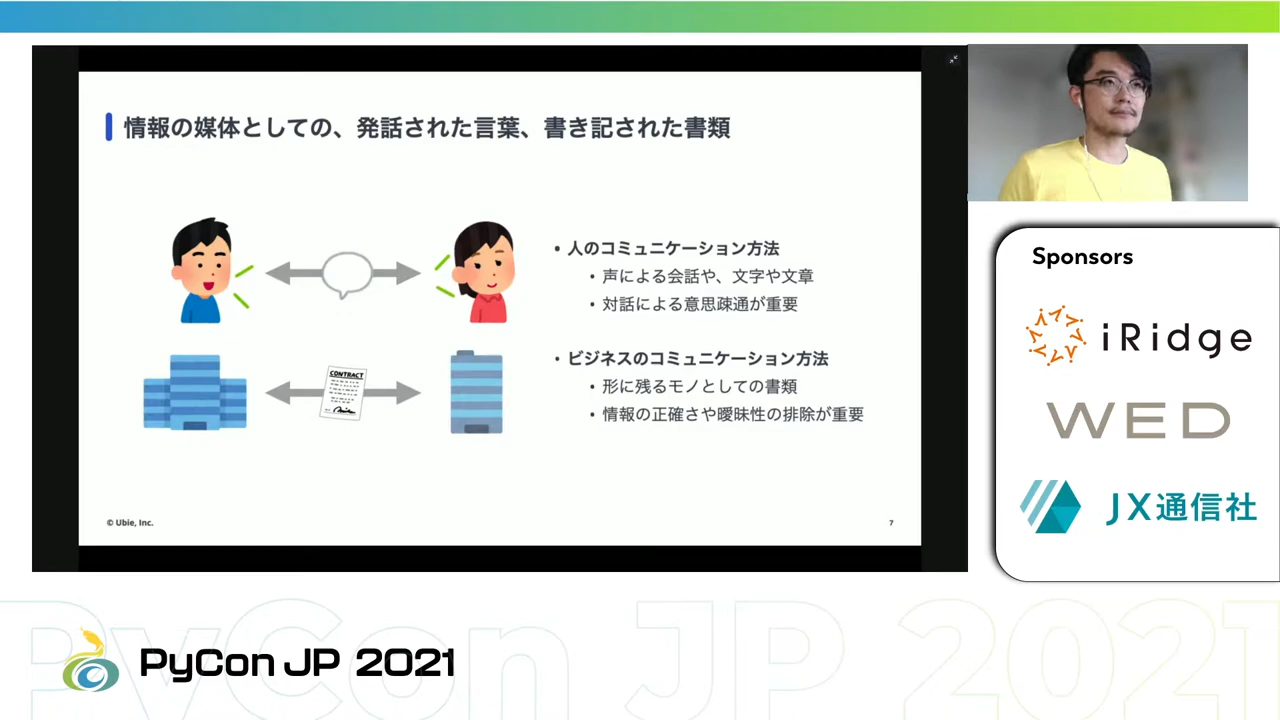 情報の媒体としての、発話された言葉、書き記された書類
• 人のコミュニケーション方法
• 声による会話や、文字や文章
• 対話による意思疎通が重要
CONTRACT
• ビジネスのコミュニケーション方法
• 形に残るモノとしての書類
• 情報の正確さや曖昧性の排除が重要
© Ubie, Inc.
7
Sponsors
iRidge
WED
JX通信社
PyCon JP 2021
PyCon JP 2021